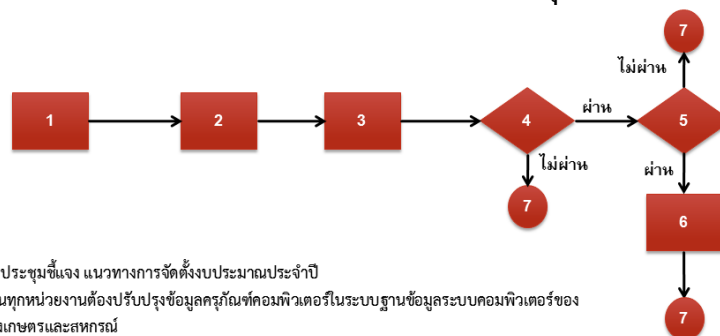 7
ไม่ผ่าน
1
2
3
4
ผ่าน
5
ไม่ผ่าน
ผ่าน
7
6
ประชุมชี้แจง แนวทางการจัดตั้งงบประมาณประจำปี
ทุกหน่วยงานต้องปรับปรุงข้อมูลครุภัณฑ์คอมพิวเตอร์ในระบบฐานข้อมูลระบบคอมพิวเตอร์ของ
เกษตรและสหกรณ์
7